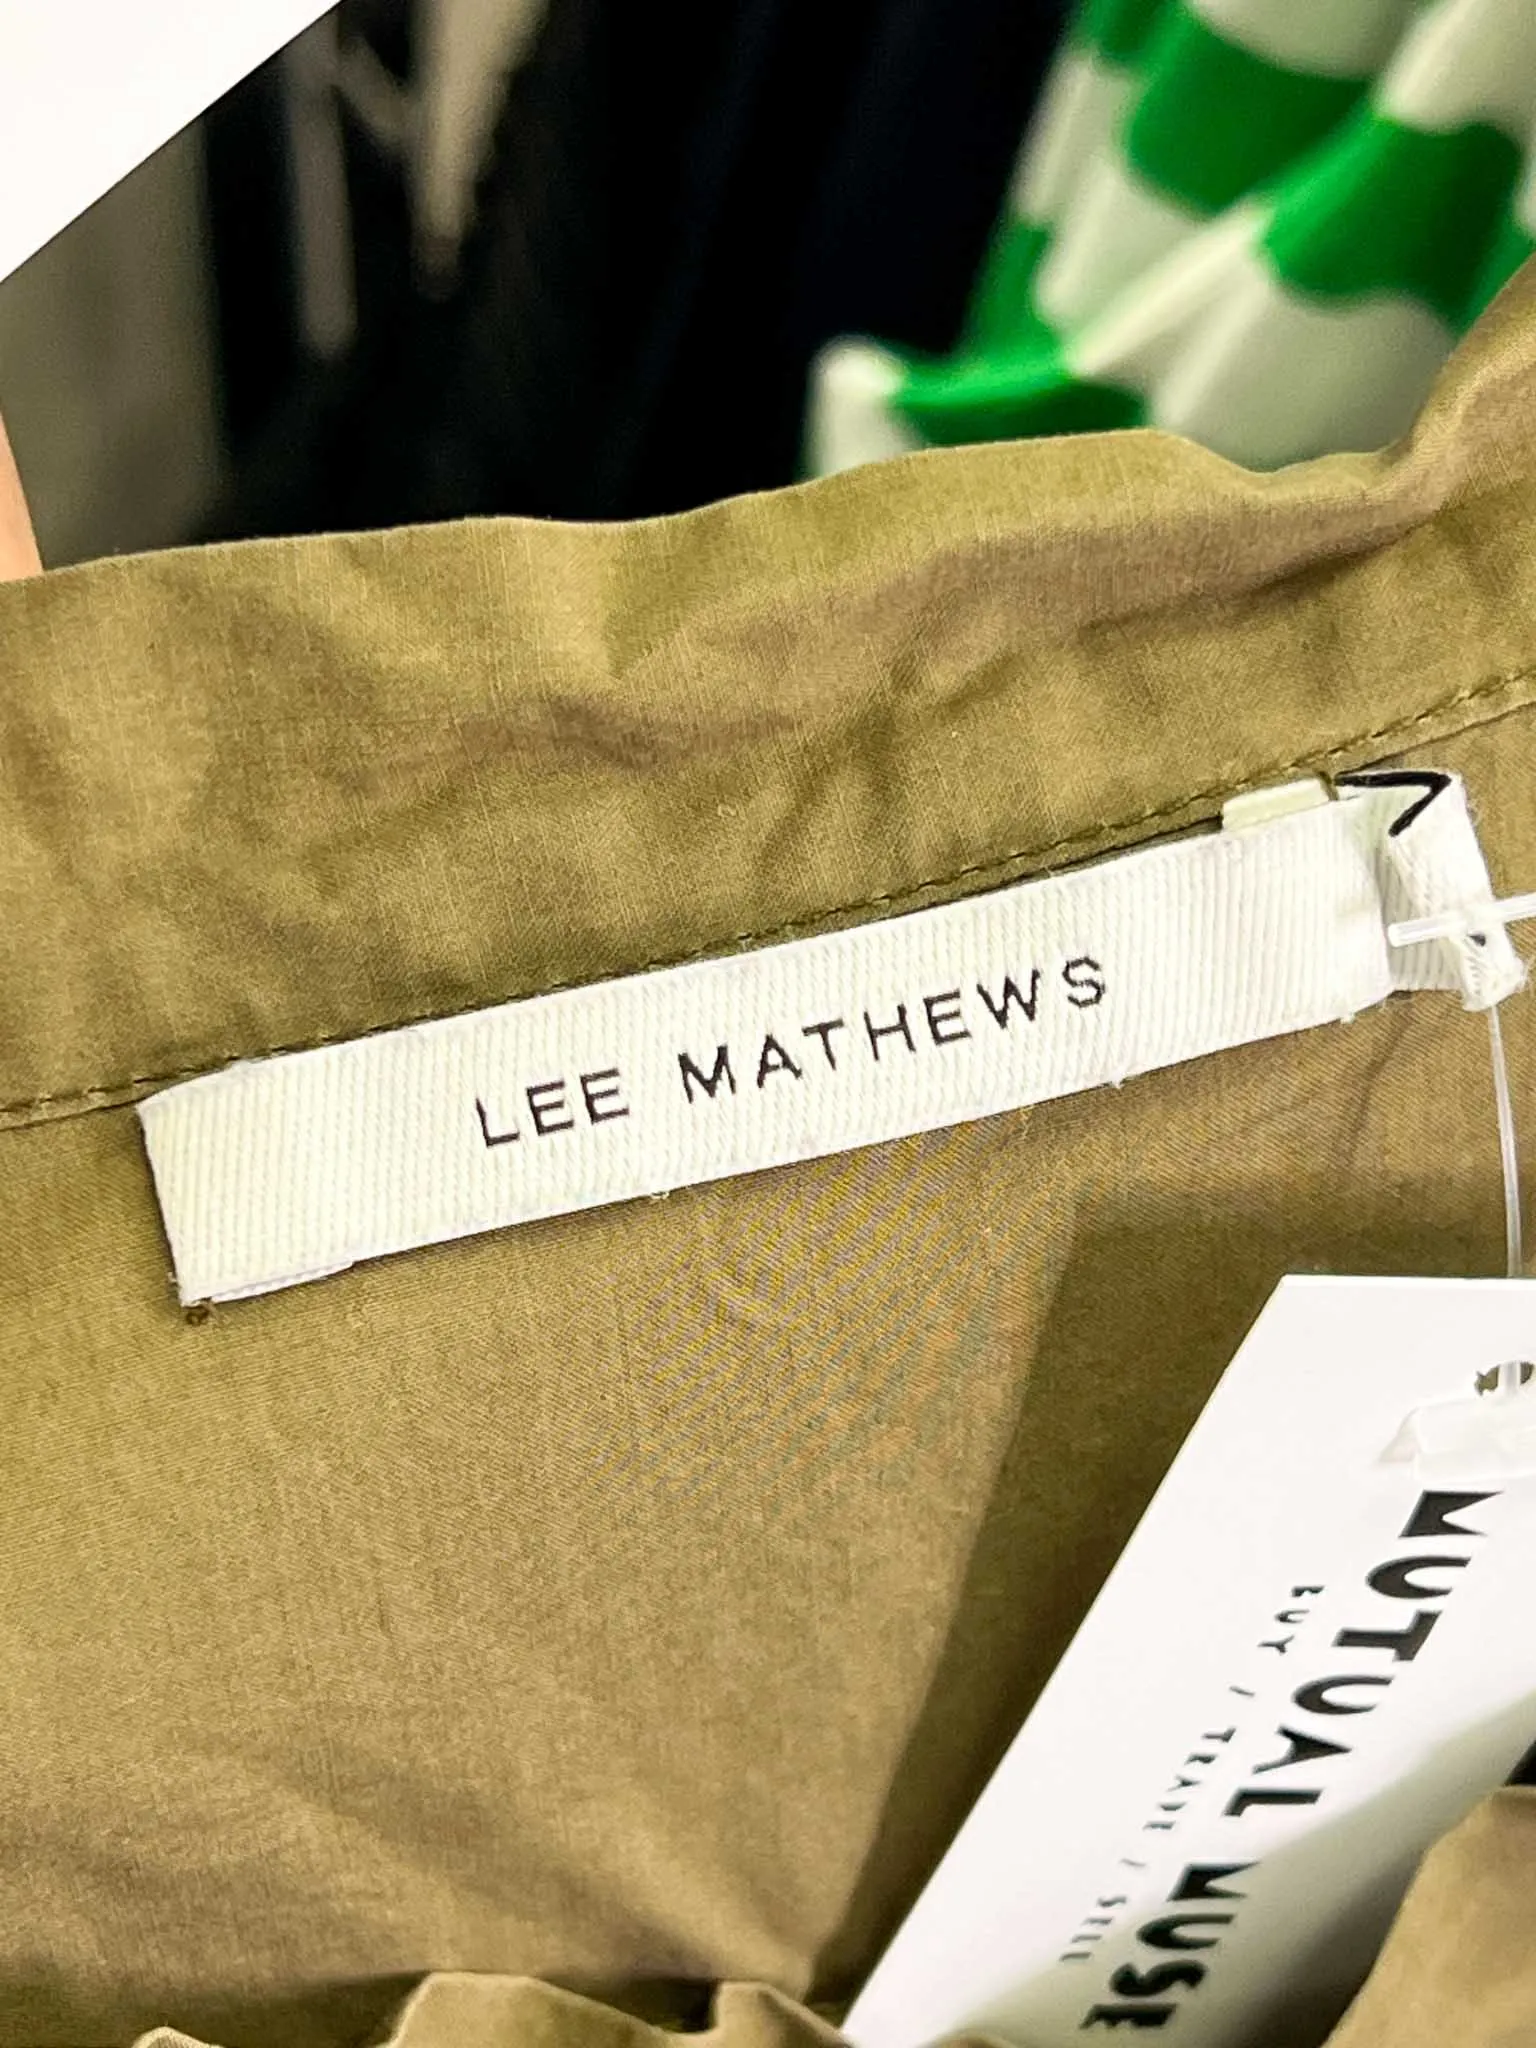 LEE MATHEWS
MUTUAL MUSE
BUY / TRADE / SELL